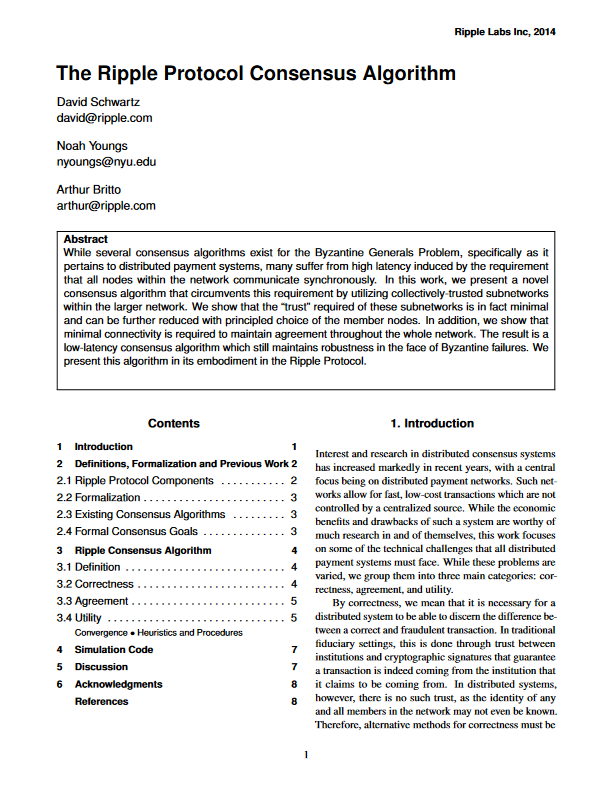 Ripple Labs Inc, 2014
The Ripple Protocol Consensus Algorithm
David Schwartz
david@ripple.com
Noah Youngs
nyoungs@nyu.edu
Arthur Britto
arthur@ripple.com
Abstract
While several consensus algorithms exist for the Byzantine Generals Problem, specifically as it
pertains to distributed payment systems, many suffer from high latency induced by the requirement
that all nodes within the network communicate synchronously. In this work, we present a novel
consensus algorithm that circumvents this requirement by utilizing collectively-trusted subnetworks
within the larger network. We show that the “trust” required of these subnetworks is in fact minimal
and can be further reduced with principled choice of the member nodes. In addition, we show that
minimal connectivity is required to maintain agreement throughout the whole network. The result is a
low-latency consensus algorithm which still maintains robustness in the face of Byzantine failures. We
present this algorithm in its embodiment in the Ripple Protocol.
Contents
1 Introduction 1
2 Definitions, Formalization and Previous Work 2
2.1 Ripple Protocol Components . . . . . . . . . . 2
2.2 Formalization . . . . . . . . . . . . . . . . . . . . . . 3
2.3 Existing Consensus Algorithms . . . . . . . . 3
2.4 Formal Consensus Goals . . . . . . . . . . . . . 3
3 Ripple Consensus Algorithm 4
3.1 Definition . . . . . . . . . . . . . . . . . . . . . . . . . 4
3.2 Correctness . . . . . . . . . . . . . . . . . . . . . . . 4
3.3 Agreement . . . . . . . . . . . . . . . . . . . . . . . . 5
3.4 Utility . . . . . . . . . . . . . . . . . . . . . . . . . . . 5
Convergence • Heuristics and Procedures
4 Simulation Code 7
5 Discussion 7
6 Acknowledgments 8
References 8
1. Introduction
Interest and research in distributed consensus systems
has increased markedly in recent years, with a central
focus being on distributed payment networks. Such net-
works allow for fast, low-cost transactions which are not
controlled by a centralized source. While the economic
benefits and drawbacks of such a system are worthy of
much research in and of themselves, this work focuses
on some of the technical challenges that all distributed
payment systems must face. While these problems are
varied, we group them into three main categories: cor-
rectness, agreement, and utility.
By correctness, we mean that it is necessary for a
distributed system to be able to discern the difference be-
tween a correct and fraudulent transaction. In traditional
fiduciary settings, this is done through trust between
institutions and cryptographic signatures that guarantee
a transaction is indeed coming from the institution that
it claims to be coming from. In distributed systems,
however, there is no such trust, as the identity of any
and all members in the network may not even be known.
Therefore, alternative methods for correctness must be
1